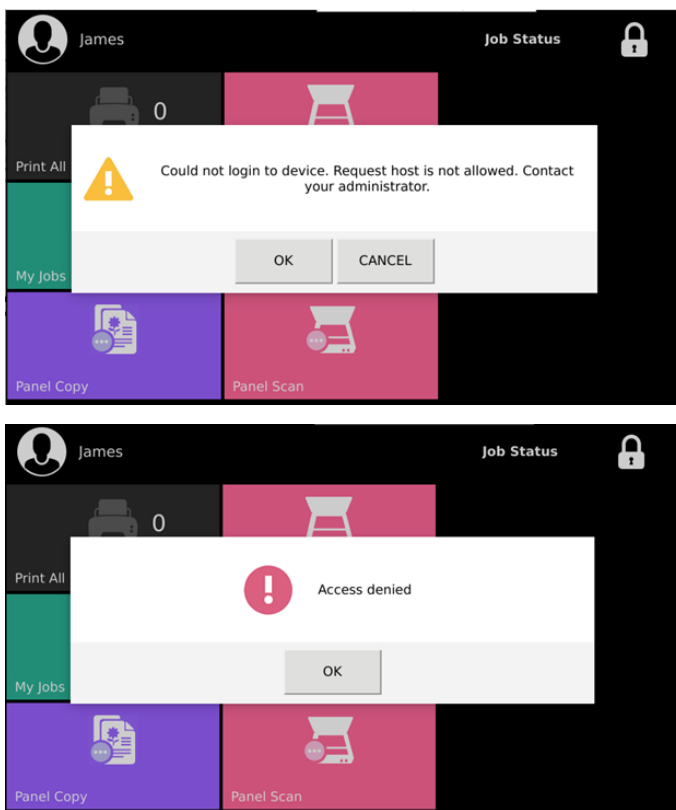 James
Job Status
0
Print All
Could not login to device. Request host is not allowed. Contact
your administrator.
OK
CANCEL
My Jobs
Panel Copy
Panel Scan
James
Job Status
0
Print All
Access denied
OK
My Jobs
Panel Copy
Panel Scan